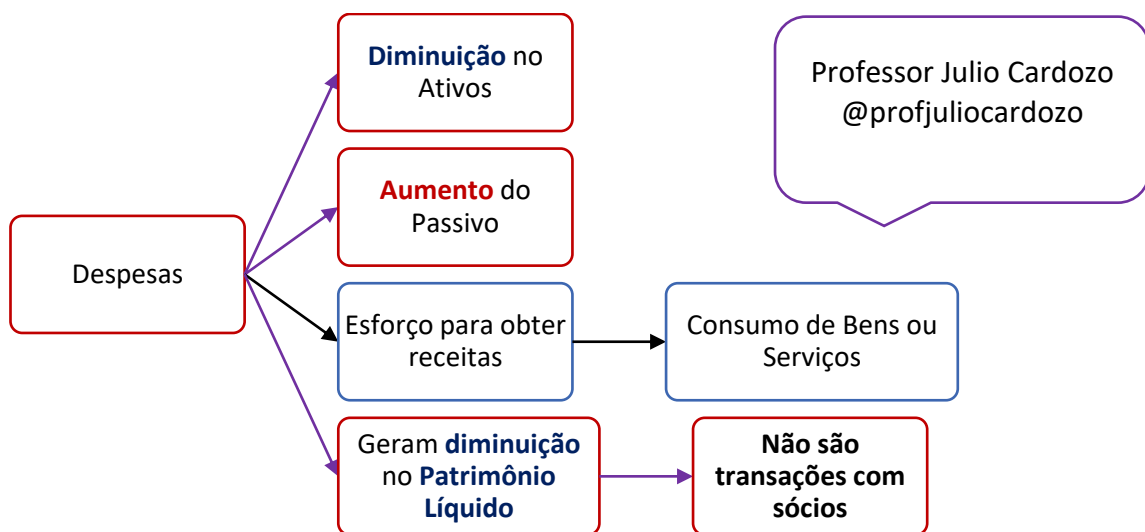 Diminuição no
Ativos
Professor Julio Cardozo
@profjuliocardozo
Aumento do
Passivo
Despesas
Esforço para obter
receitas
Consumo de Bens ou
Serviços
Geram diminuição
no Patrimônio
Líquido
Não são
transações com
sócios